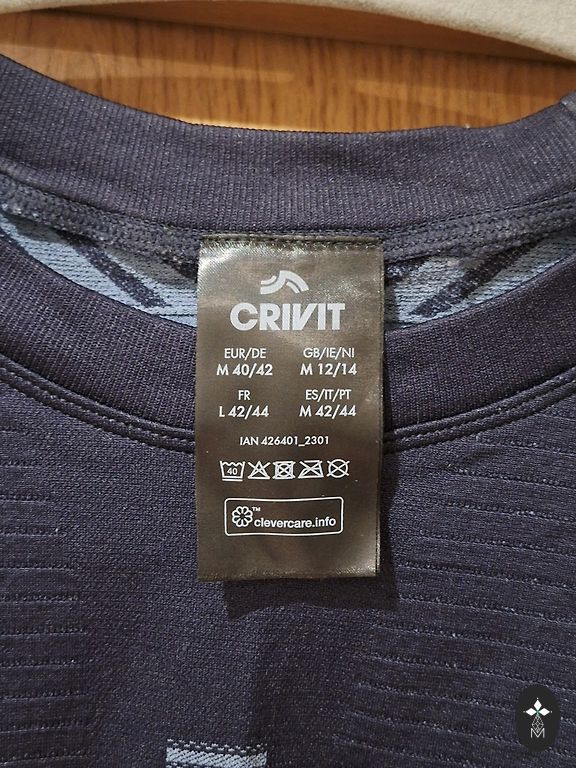 CRIVIT
EUR/DE GB/IE/NI
M 40/42 M 12/14
FR ES/IT/PT
L 42/44 M 42/44
IAN 426401_2301
40
™ clevercare.info
M